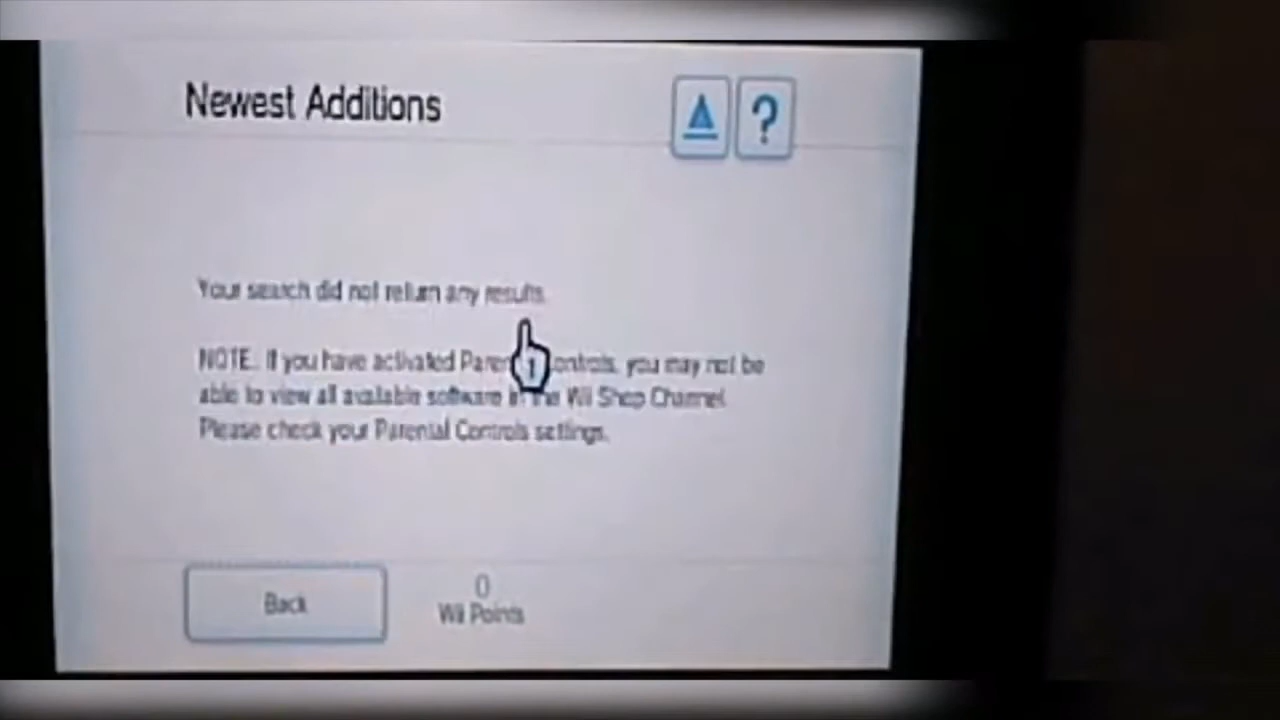 Newest Additions
?
Your search did not return any results.
NOTE: If you have activated Parental Controls, you may not be
able to view all available software in the Wii Shop Channel.
Please check your Parental Controls settings.
1
Back
0
Wii Points